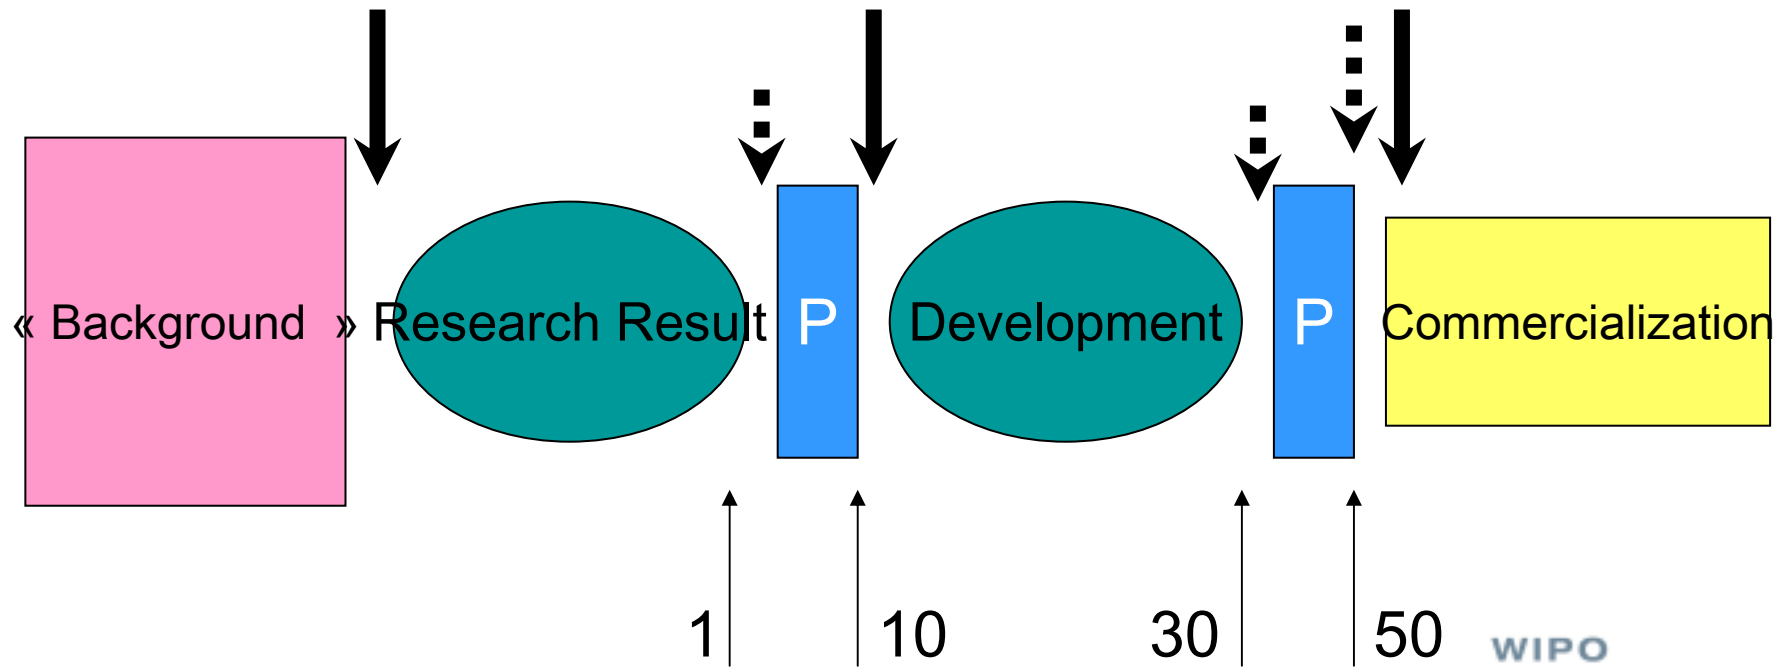 « Background »
Research Result
P
Development
P
Commercialization
1
10
30
50
WIPO